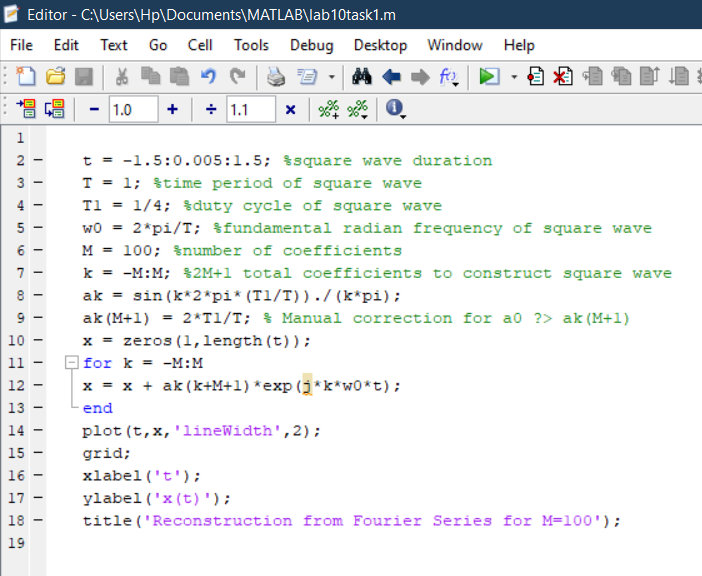 Editor - C:\Users\Hp\Documents\MATLAB\lab10task1.m
File Edit Text Go Cell Tools Debug Desktop Window Help
- 1.0 + ÷ 1.1 ×
1
2 - t = -1.5:0.005:1.5; %square wave duration
3 - T = 1; %time period of square wave
4 - T1 = 1/4; %duty cycle of square wave
5 - w0 = 2*pi/T; %fundamental radian frequency of square wave
6 - M = 100; %number of coefficients
7 - k = -M:M; %2M+1 total coefficients to construct square wave
8 - ak = sin(k*2*pi*(T1/T))./(k*pi);
9 - ak(M+1) = 2*T1/T; % Manual correction for a0 ?> ak(M+1)
10 - x = zeros(1,length(t));
11 - for k = -M:M
12 - x = x + ak(k+M+1)*exp(j*k*w0*t);
13 - end
14 - plot(t,x,'lineWidth',2);
15 - grid;
16 - xlabel('t');
17 - ylabel('x(t)');
18 - title('Reconstruction from Fourier Series for M=100');
19